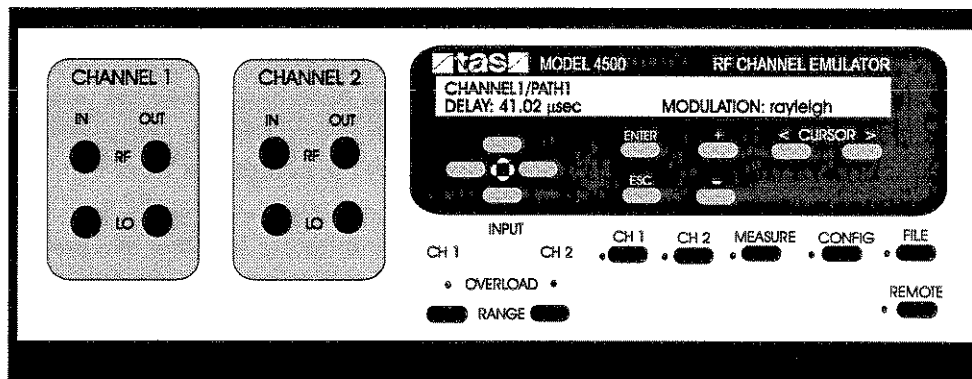 CHANNEL 1
IN OUT
RF
LO
CHANNEL 2
IN OUT
RF
LO
tas MODEL 4500 RF CHANNEL EMULATOR
CHANNEL1/PATH1
DELAY: 41.02 µsec MODULATION: rayleigh
ENTER + < CURSOR >
ESC −
INPUT
CH 1 CH 2
OVERLOAD
RANGE
CH 1 CH 2 MEASURE CONFIG FILE
REMOTE